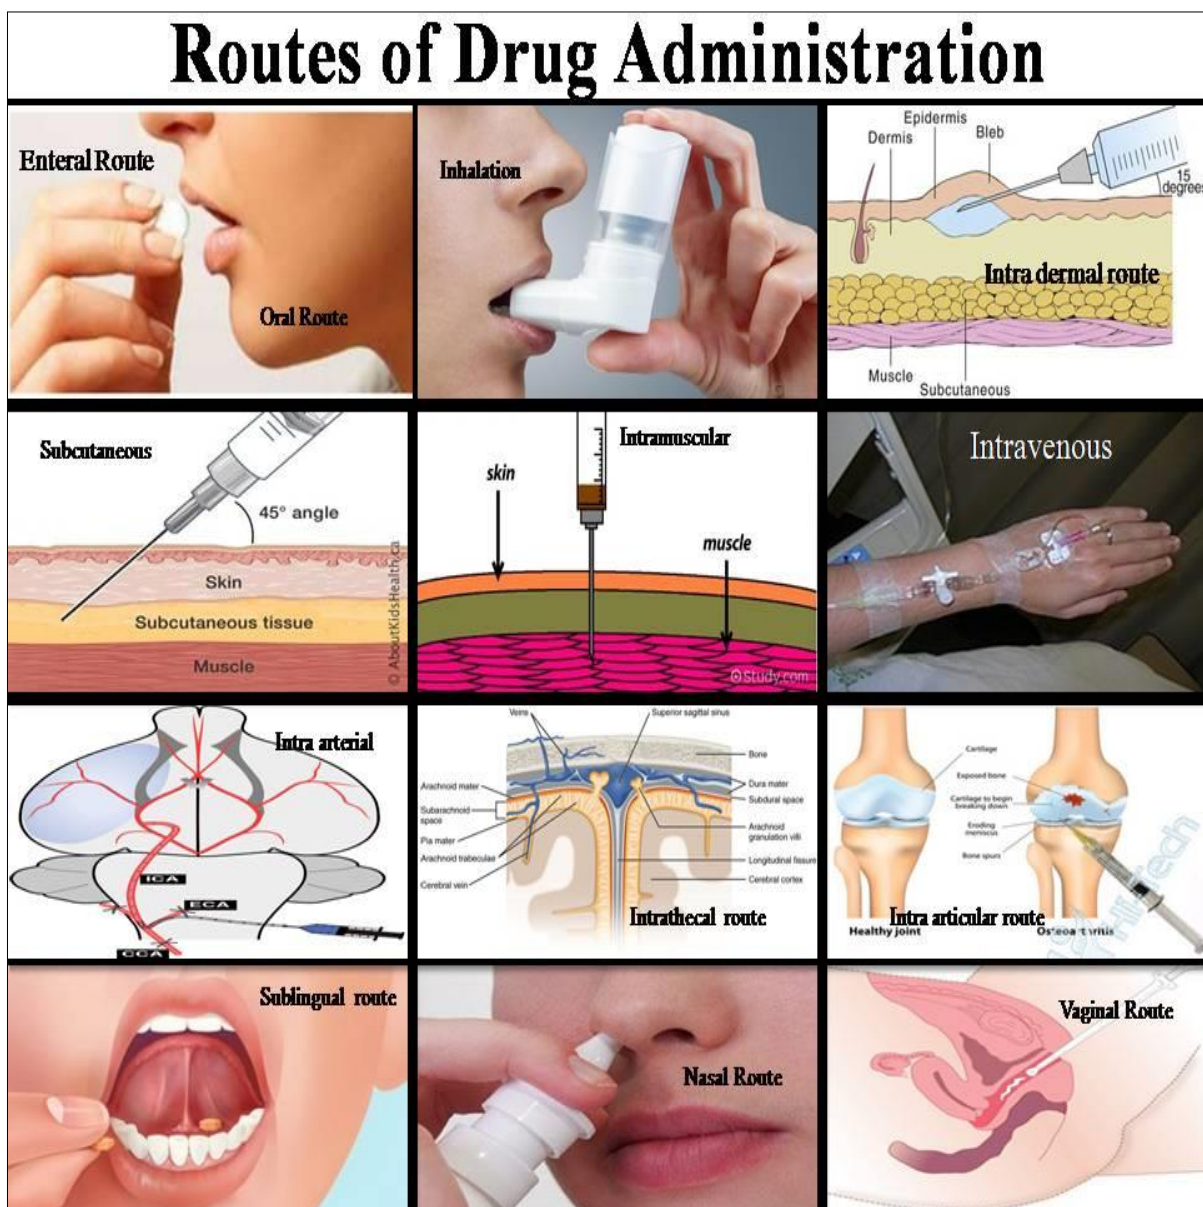 Routes of Drug Administration
Enteral Route
Oral Route
Inhalation
Epidermis
Dermis
Bleb
15
degrees
Intra dermal route
Muscle
Subcutaneous
Subcutaneous
45° angle
Skin
Subcutaneous tissue
Muscle
© AboutKidsHealth.ca
Intramuscular
skin
muscle
Study.com
Intravenous
Intra arterial
ICA
ECA
CCA
Veins
Superior sagittal sinus
Bone
Arachnoid mater
Dura mater
Subarachnoid
space
Subdural space
Pia mater
Arachnoid
granulation villi
Arachnoid trabeculae
Longitudinal fissure
Cerebral vein
Cerebral cortex
Intrathecal route
Cartilage
Exposed bone
Cartilage to begin
breaking down
Eroding
meniscus
Bone spurs
Intra articular route
Healthy joint
Osteoarthritis
Sublingual route
Nasal Route
Vaginal Route